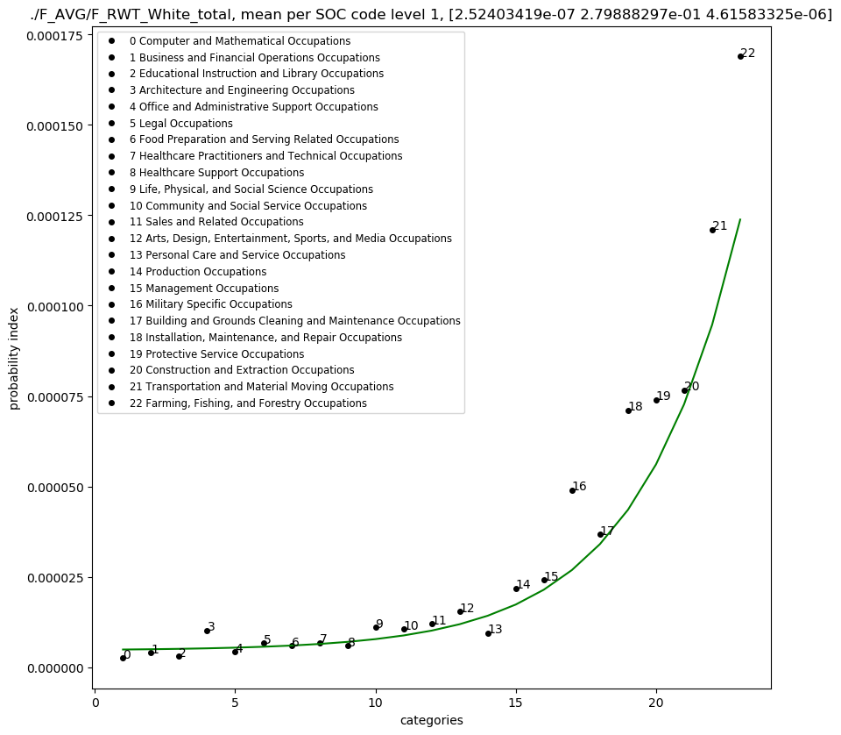 ./F_AVG/F_RWT_White_total, mean per SOC code level 1, [2.52403419e-07 2.79888297e-01 4.61583325e-06]
0 Computer and Mathematical Occupations
1 Business and Financial Operations Occupations
2 Educational Instruction and Library Occupations
3 Architecture and Engineering Occupations
4 Office and Administrative Support Occupations
5 Legal Occupations
6 Food Preparation and Serving Related Occupations
7 Healthcare Practitioners and Technical Occupations
8 Healthcare Support Occupations
9 Life, Physical, and Social Science Occupations
10 Community and Social Service Occupations
11 Sales and Related Occupations
12 Arts, Design, Entertainment, Sports, and Media Occupations
13 Personal Care and Service Occupations
14 Production Occupations
15 Management Occupations
16 Military Specific Occupations
17 Building and Grounds Cleaning and Maintenance Occupations
18 Installation, Maintenance, and Repair Occupations
19 Protective Service Occupations
20 Construction and Extraction Occupations
21 Transportation and Material Moving Occupations
22 Farming, Fishing, and Forestry Occupations
probability index
0.000175
0.000150
0.000125
0.000100
0.000075
0.000050
0.000025
0.000000
0
1
2
3
4
5
6
7
8
9
10
11
12
13
14
15
16
17
18
19
20
21
22
0
5
10
15
20
categories